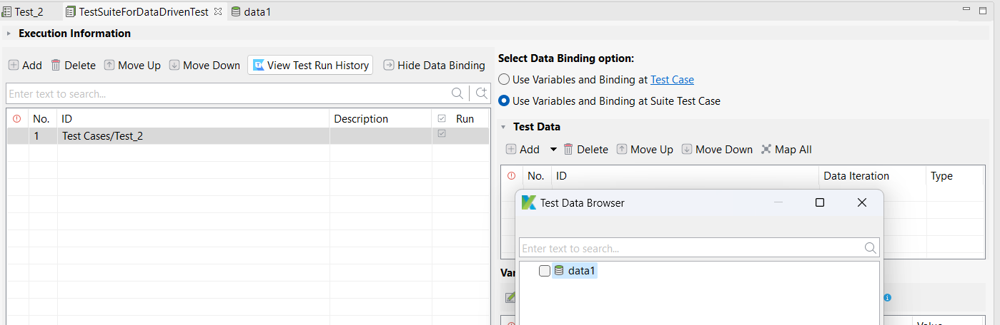 Test_2 TestSuiteForDataDrivenTest data1
Execution Information
Add Delete Move Up Move Down View Test Run History Hide Data Binding
Enter text to search...
No. ID Description Run
1 Test Cases/Test_2
Select Data Binding option:
Use Variables and Binding at Test Case
Use Variables and Binding at Suite Test Case
Test Data
Add Delete Move Up Move Down Map All
No. ID Data Iteration Type
Test Data Browser
Enter text to search...
data1
Var
Value